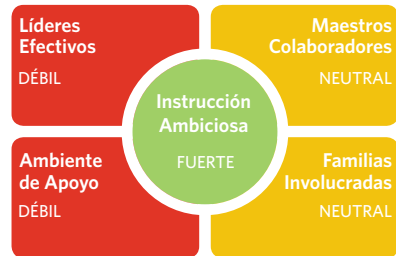 Líderes
Efectivos
DÉBIL
Maestros
Colaboradores
NEUTRAL
Instrucción
Ambiciosa
FUERTE
Ambiente
de Apoyo
DÉBIL
Familias
Involucradas
NEUTRAL